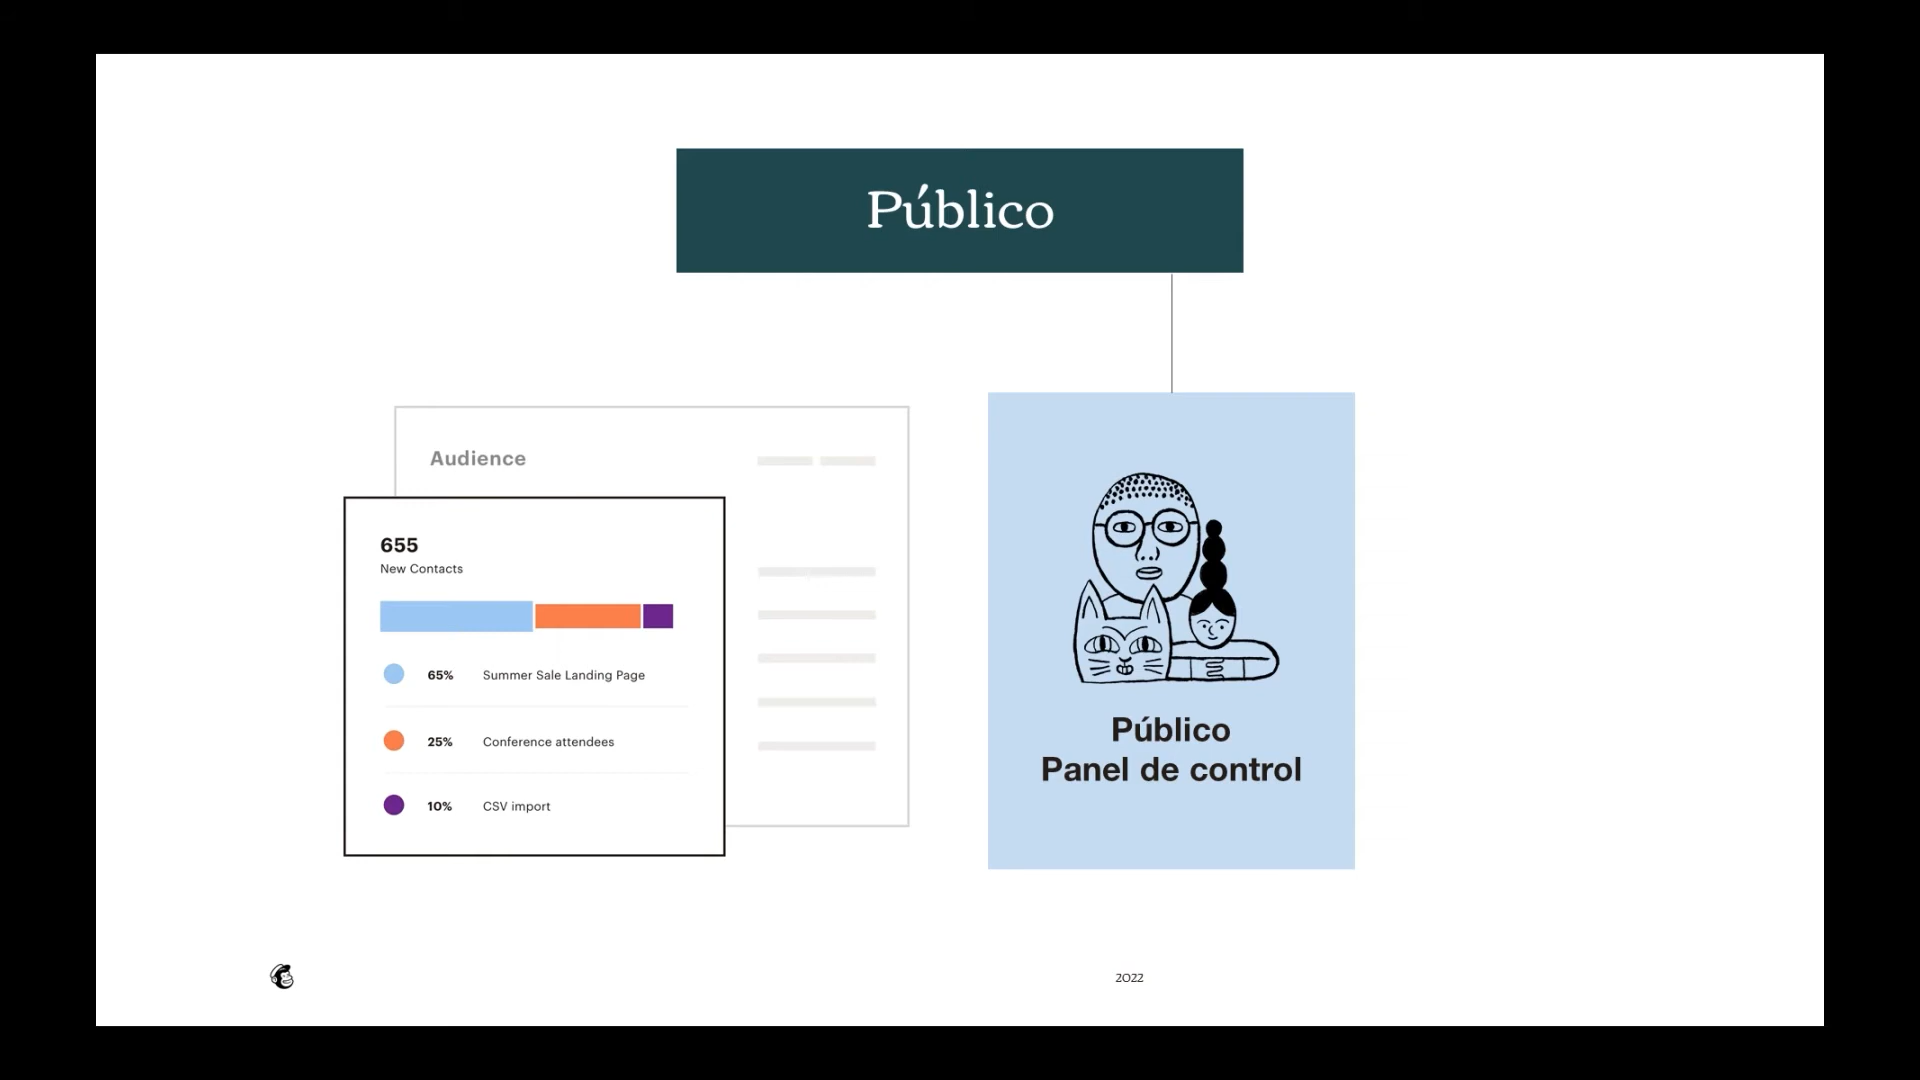 Público
Audience
655
New Contacts
65% Summer Sale Landing Page
25% Conference attendees
10% CSV import
Público
Panel de control
2022